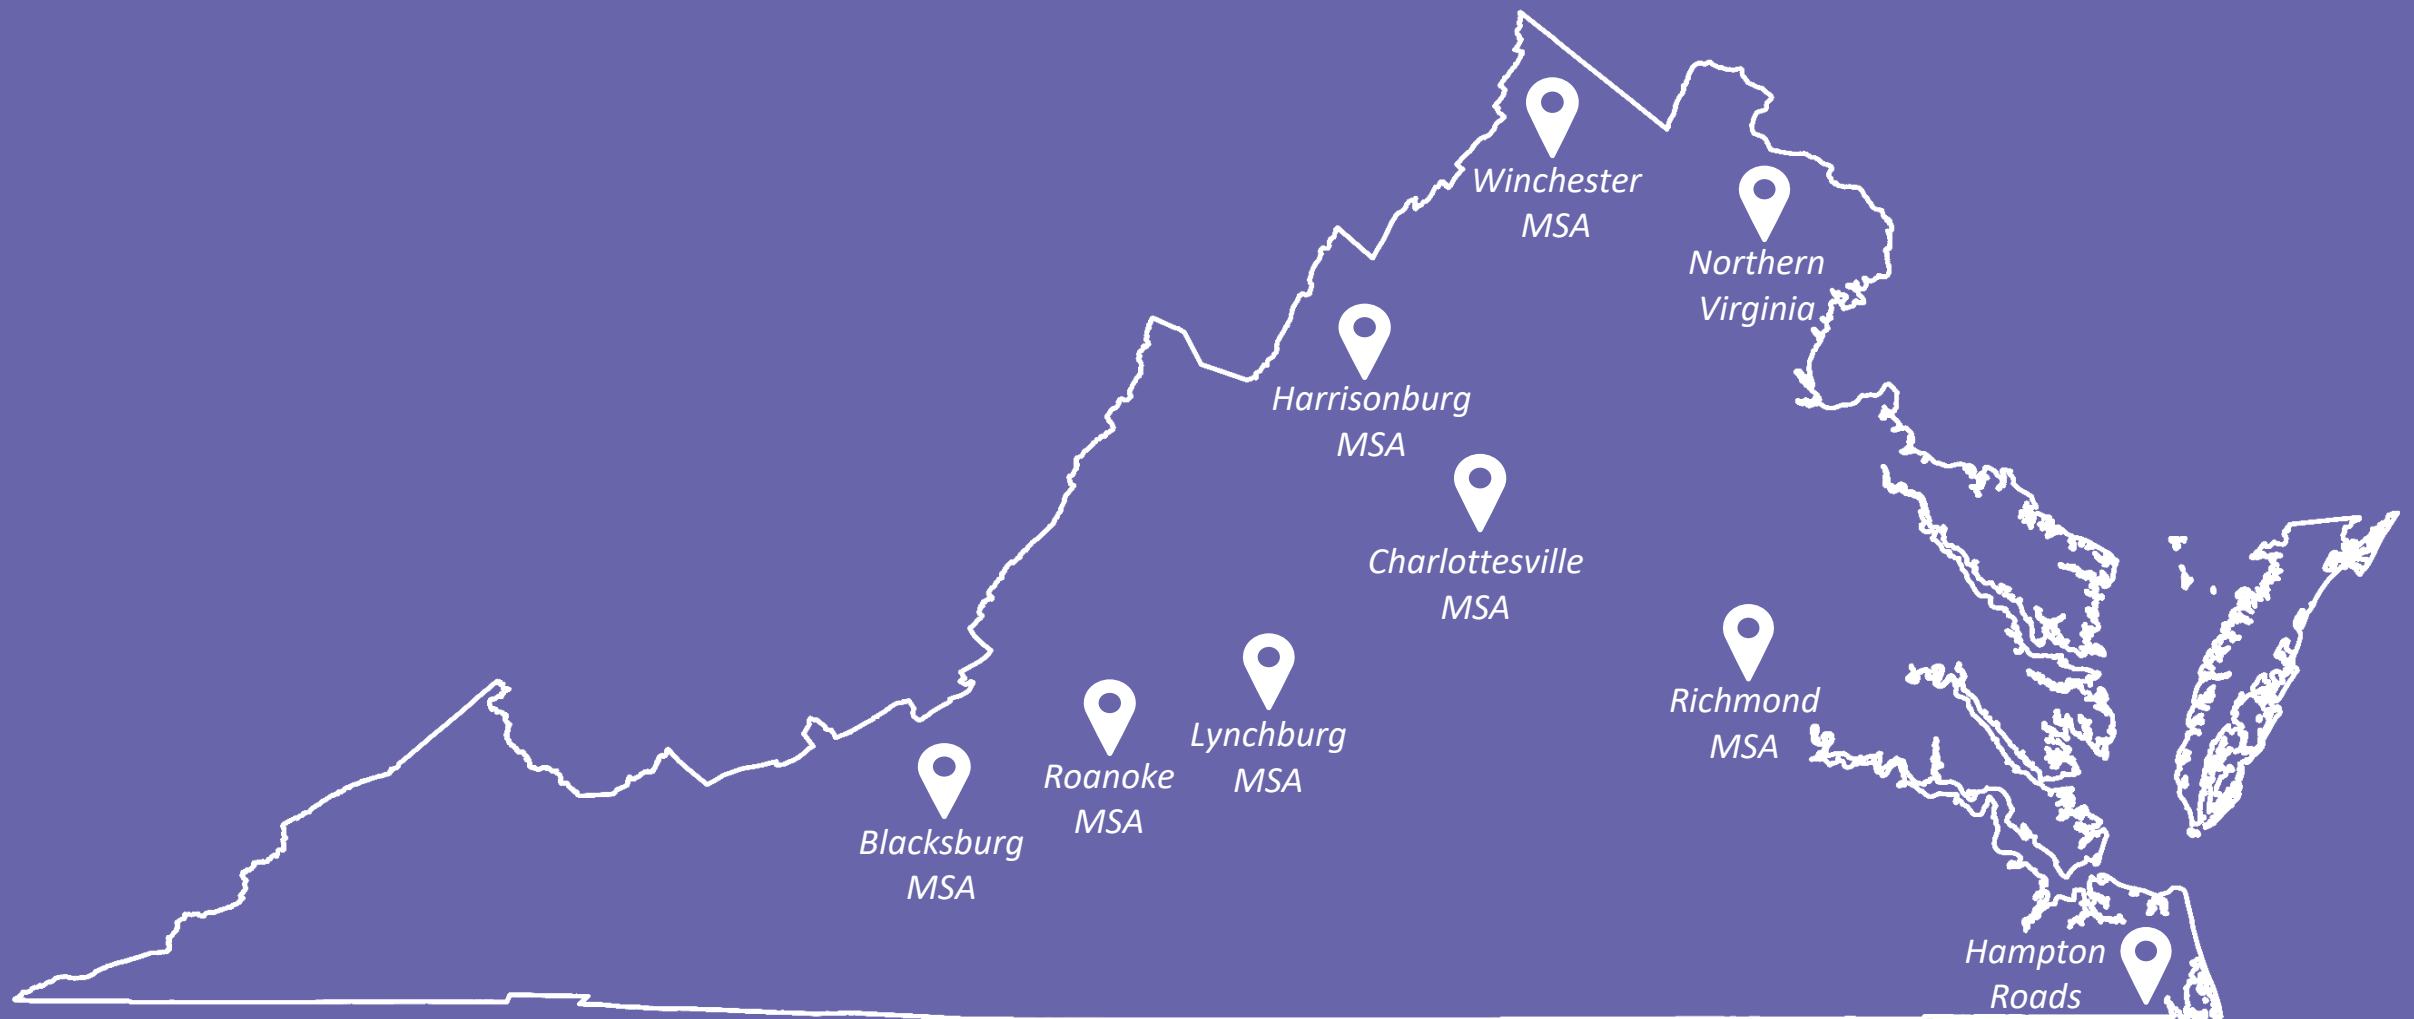 Winchester
MSA
Northern
Virginia
Harrisonburg
MSA
Charlottesville
MSA
Richmond
MSA
Lynchburg
MSA
Roanoke
MSA
Blacksburg
MSA
Hampton
Roads